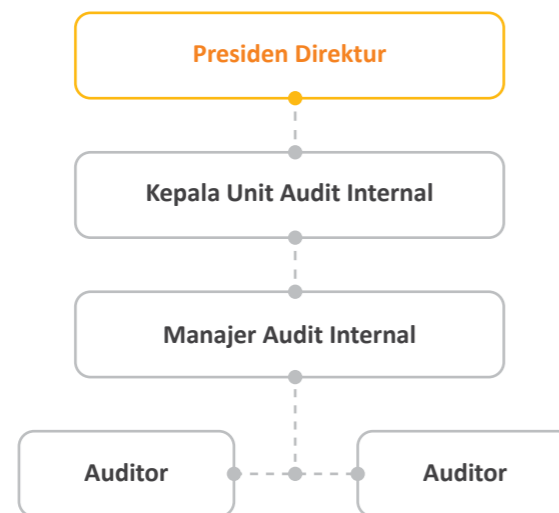 Presiden Direktur
Kepala Unit Audit Internal
Manajer Audit Internal
Auditor
Auditor